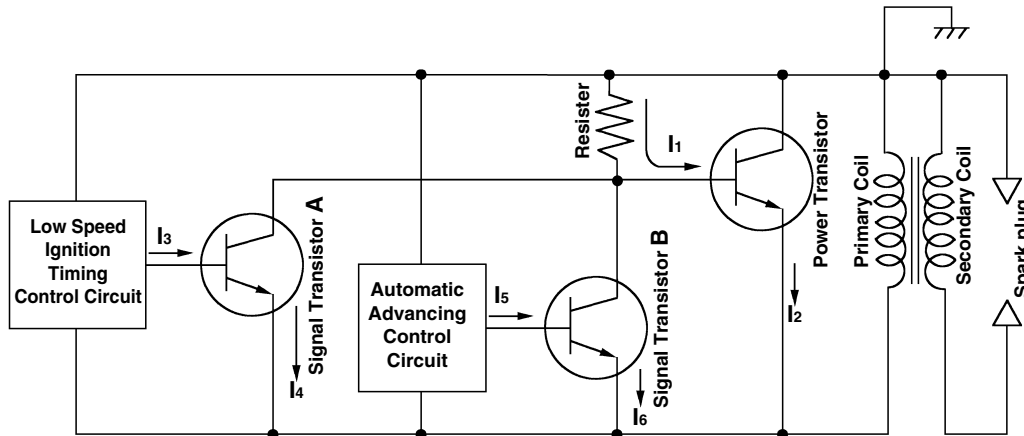 Resister
I1
Power Transistor
Primary Coil
Secondary Coil
Spark plug
Low Speed
Ignition
Timing
Control Circuit
I3
Signal Transistor A
I4
Automatic
Advancing
Control
Circuit
I5
Signal Transistor B
I6
I2